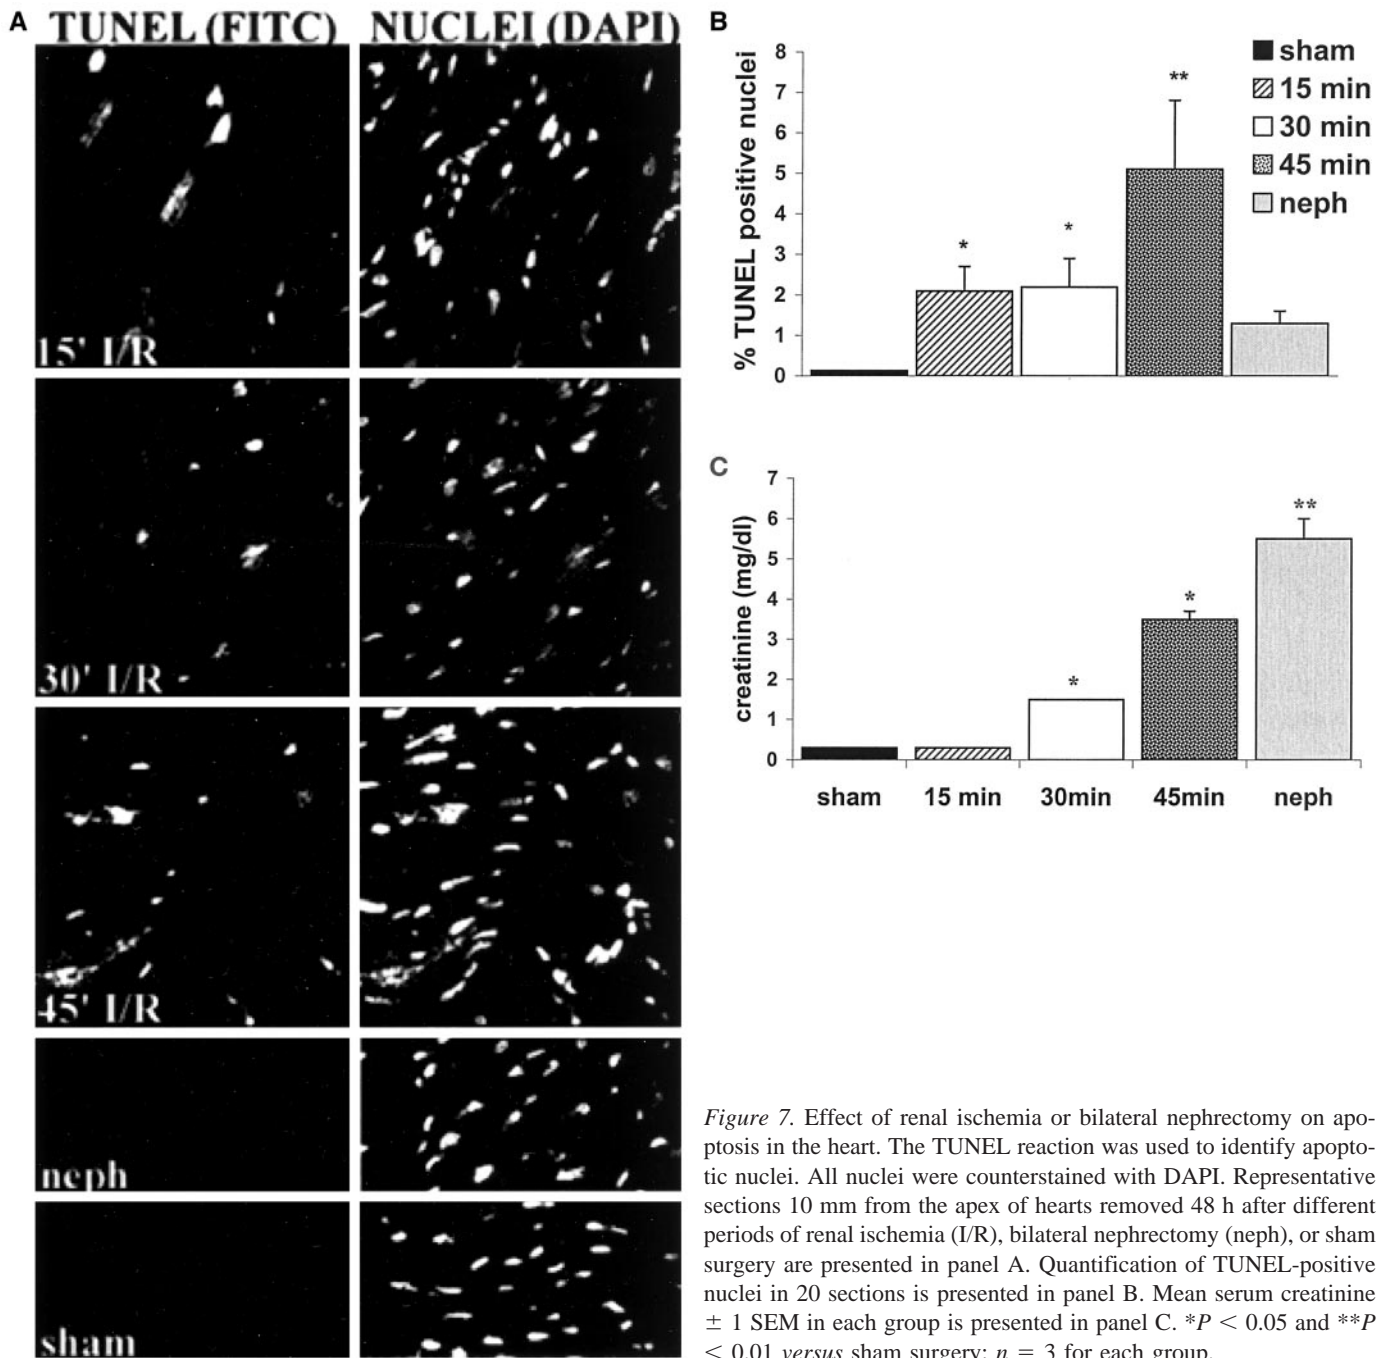 A
TUNEL (FITC) NUCLEI (DAPI)
15' I/R
30' I/R
45' I/R
neph
sham
B
% TUNEL positive nuclei
8
7
6
5
4
3
2
1
0
*
*
**
sham
15 min
30 min
45 min
neph
C
creatinine (mg/dl)
7
6
5
4
3
2
1
0
*
*
**
sham 15 min 30min 45min neph
Figure 7. Effect of renal ischemia or bilateral nephrectomy on apo-
ptosis in the heart. The TUNEL reaction was used to identify apopto-
tic nuclei. All nuclei were counterstained with DAPI. Representative
sections 10 mm from the apex of hearts removed 48 h after different
periods of renal ischemia (I/R), bilateral nephrectomy (neph), or sham
surgery are presented in panel A. Quantification of TUNEL-positive
nuclei in 20 sections is presented in panel B. Mean serum creatinine
± 1 SEM in each group is presented in panel C. *P < 0.05 and **P
< 0.01 versus sham surgery; n = 3 for each group.